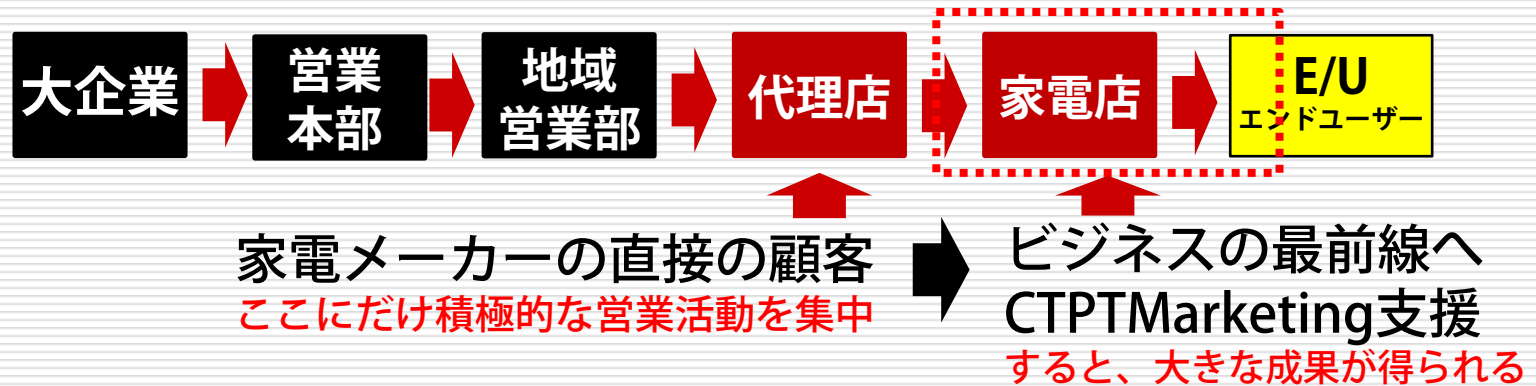 大企業
営業
本部
地域
営業部
代理店
家電店
E/U
エンドユーザー
家電メーカーの直接の顧客
ここにだけ積極的な営業活動を集中
ビジネスの最前線へ
CTPTMarketing支援
すると、大きな成果が得られる